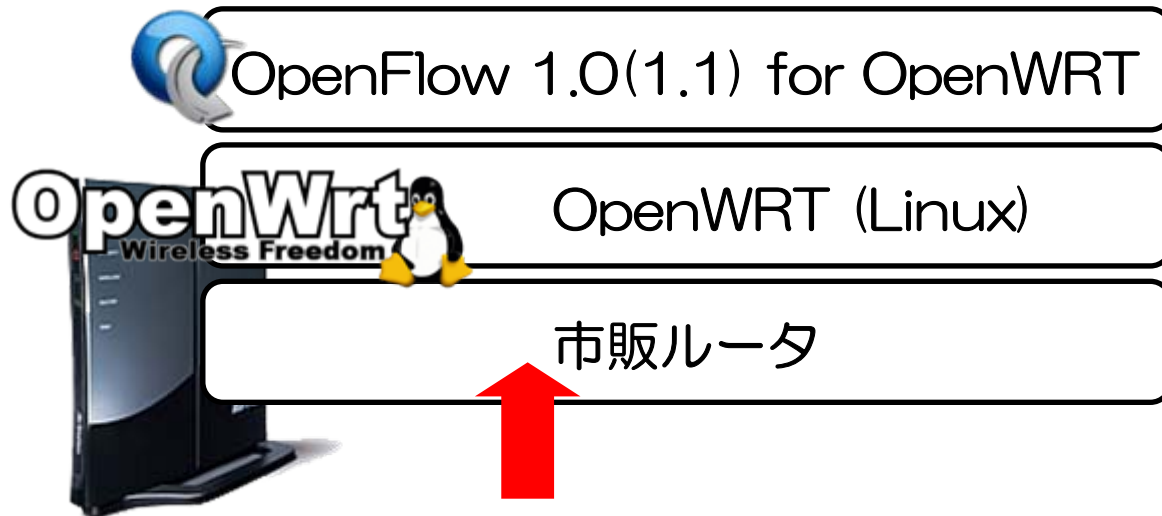 OpenFlow 1.0(1.1) for OpenWRT
OpenWrt
Wireless Freedom
OpenWRT (Linux)
市販ルータ